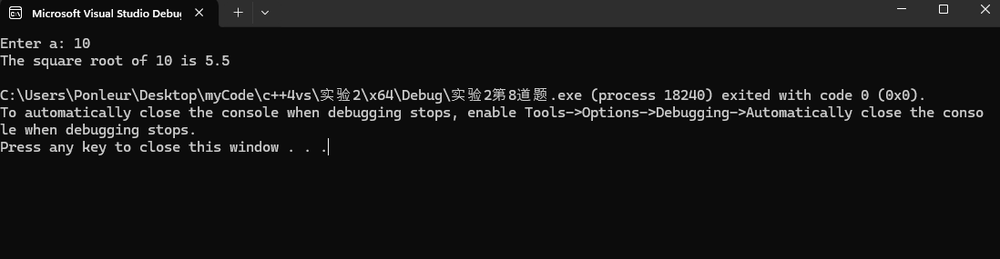 Microsoft Visual Studio Debug
Enter a: 10
The square root of 10 is 5.5
C:\Users\Ponleur\Desktop\myCode\c++4vs\实验2\x64\Debug\实验2第8道题.exe (process 18240) exited with code 0 (0x0).
To automatically close the console when debugging stops, enable Tools->Options->Debugging->Automatically close the conso
le when debugging stops.
Press any key to close this window . . .